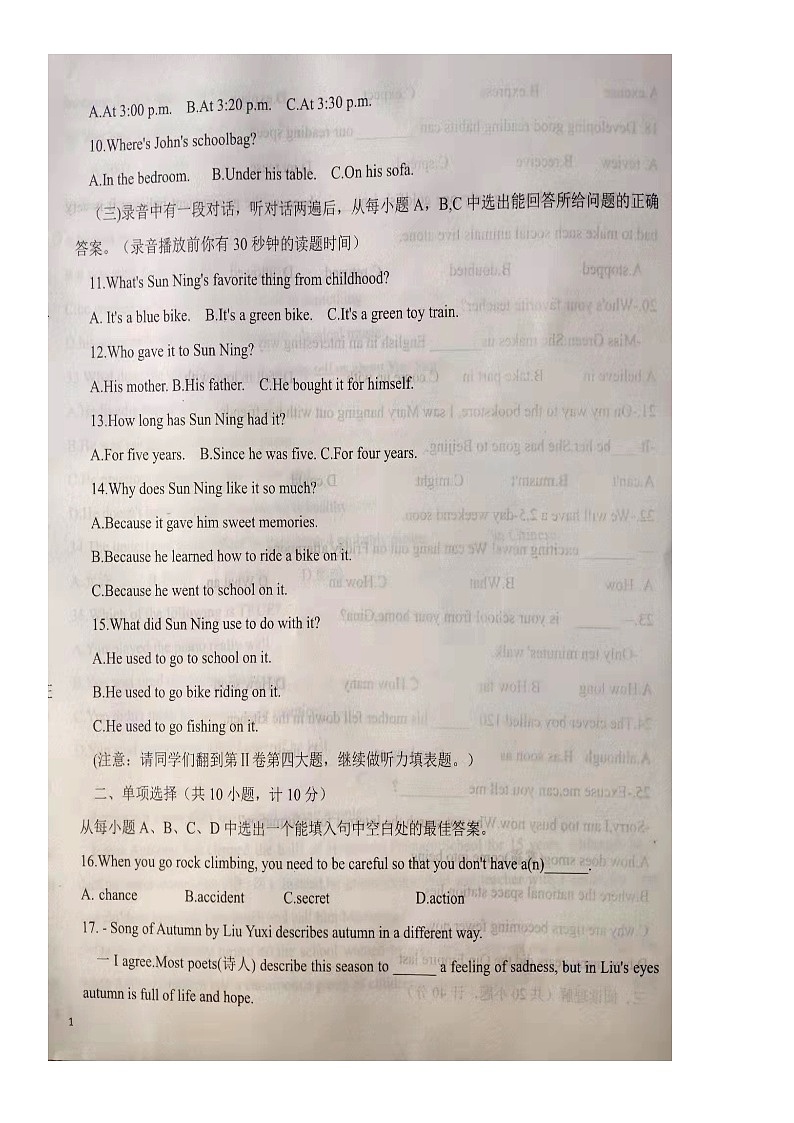 A.At 3:00 p.m. B.At 3:20 p.m. C.At 3:30 p.m.
10.Where's John's schoolbag?
A.In the bedroom. B.Under his table. C.On his sofa.
(三)录音中有一段对话，听对话两遍后，从每小题 A，B,C 中选出能回答所给问题的正确
答案。（录音播放前你有 30 秒钟的读题时间）
11.What's Sun Ning's favorite thing from childhood?
A. It's a blue bike. B.It's a green bike. C.It's a green toy train.
12.Who gave it to Sun Ning?
A.His mother. B.His father. C.He bought it for himself.
13.How long has Sun Ning had it?
A.For five years. B.Since he was five. C.For four years.
14.Why does Sun Ning like it so much?
A.Because it gave him sweet memories.
B.Because he learned how to ride a bike on it.
C.Because he went to school on it.
15.What did Sun Ning use to do with it?
A.He used to go to school on it.
B.He used to go bike riding on it.
C.He used to go fishing on it.
(注意：请同学们翻到第Ⅱ卷第四大题，继续做听力填表题。）
二、单项选择（共 10 小题，计 10 分）
从每小题 A、B、C、D 中选出一个能填入句中空白处的最佳答案。
16.When you go rock climbing, you need to be careful so that you don't have a(n)______.
A. chance B.accident C.secret D.action
17. - Song of Autumn by Liu Yuxi describes autumn in a different way.
一 I agree.Most poets(诗人) describe this season to ______ a feeling of sadness, but in Liu's eyes
autumn is full of life and hope.
1